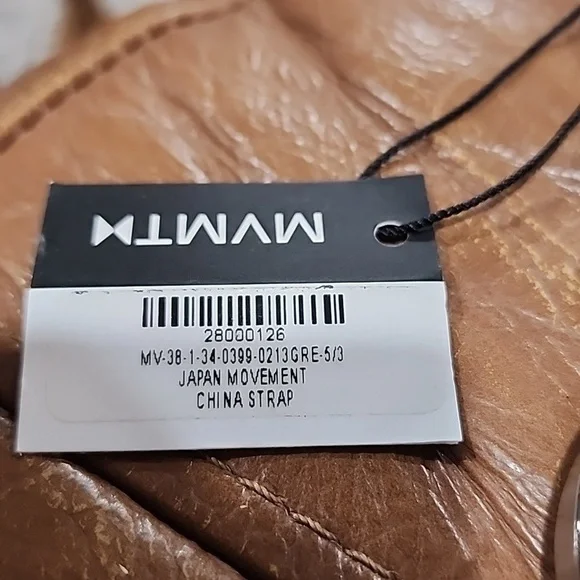 MVMT
28000126
MV-38-1-34-0399-0213GRE-5/3
JAPAN MOVEMENT
CHINA STRAP